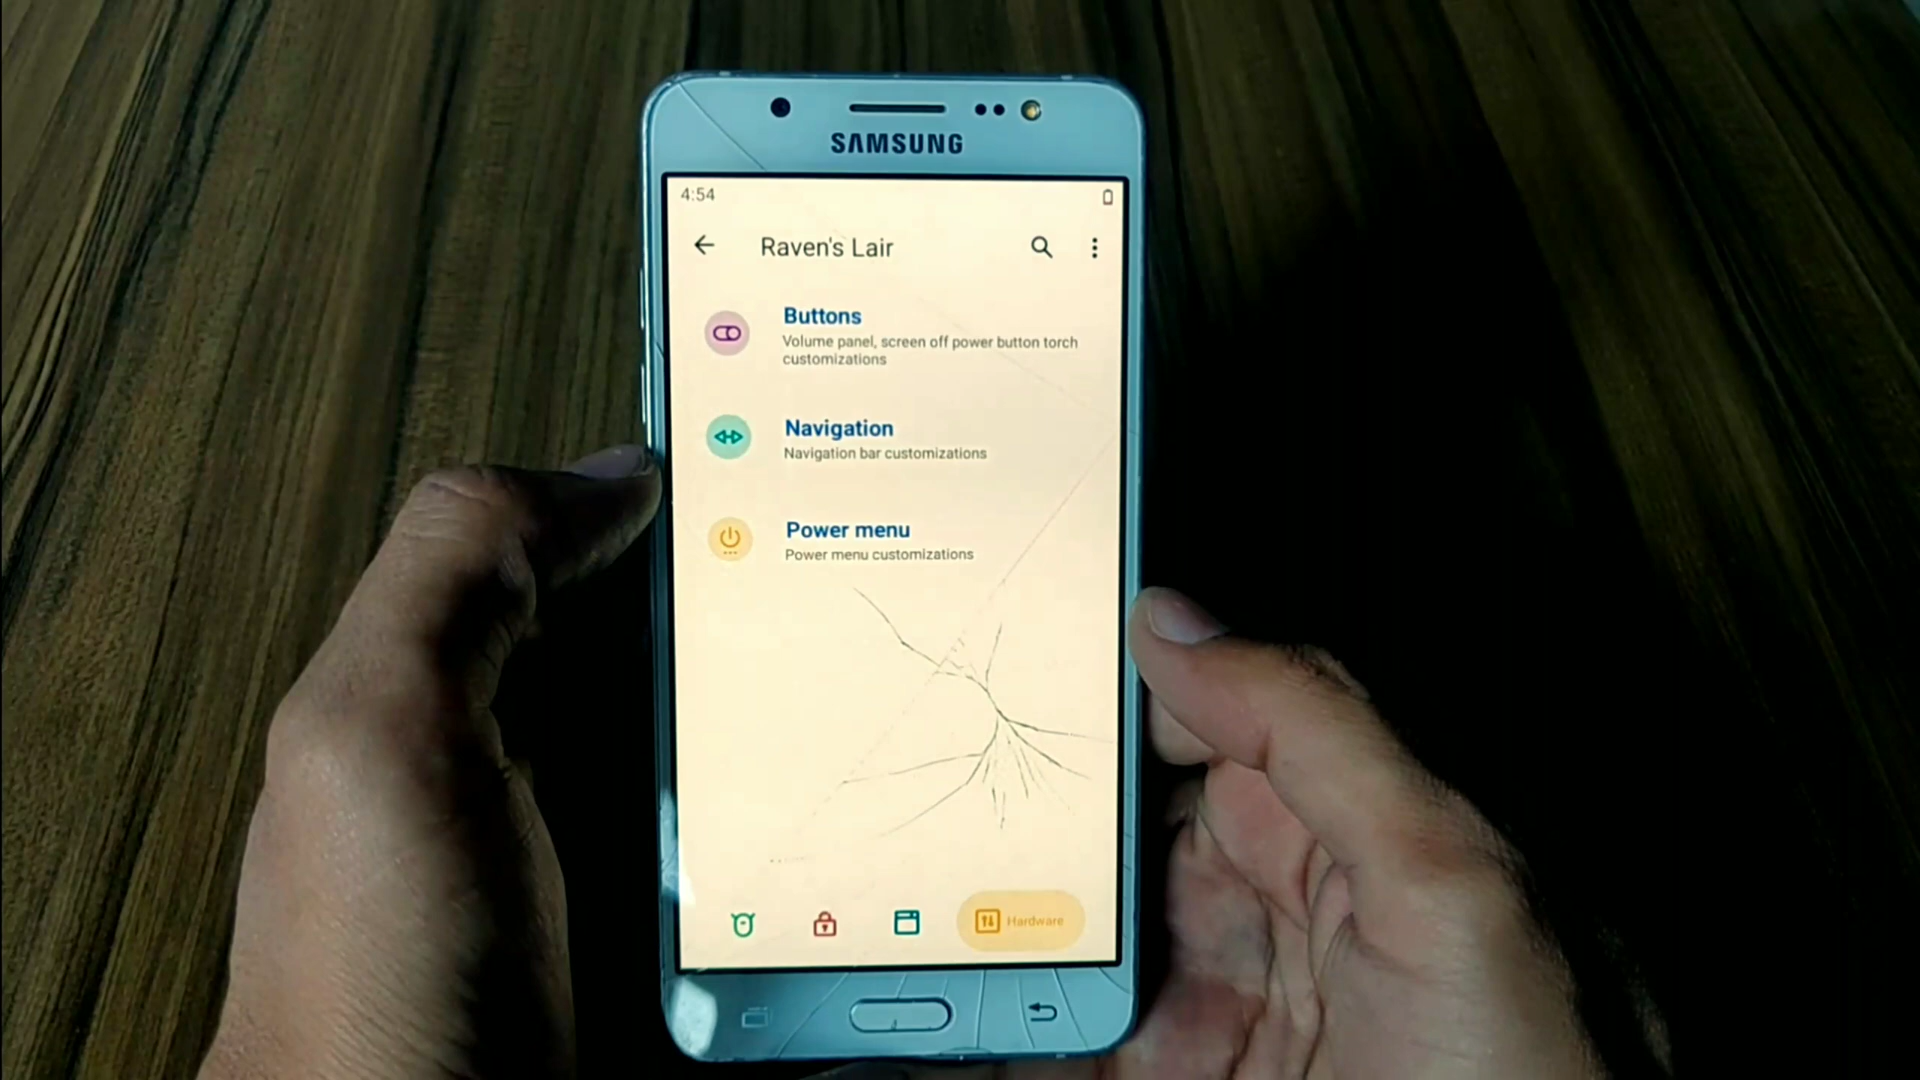 SAMSUNG
4:54
Raven's Lair
Buttons
Volume panel, screen off power button torch
customizations
Navigation
Navigation bar customizations
Power menu
Power menu customizations
Hardware